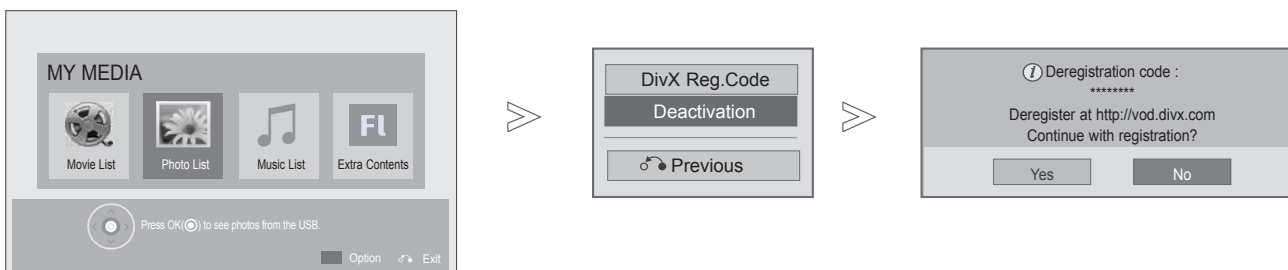 MY MEDIA
FL
Movie List
Photo List
Music List
Extra Contents
Press OK( ) to see photos from the USB.
Option Exit
DivX Reg.Code
Deactivation
Previous
i Deregistration code :
********
Deregister at http://vod.divx.com
Continue with registration?
Yes
No